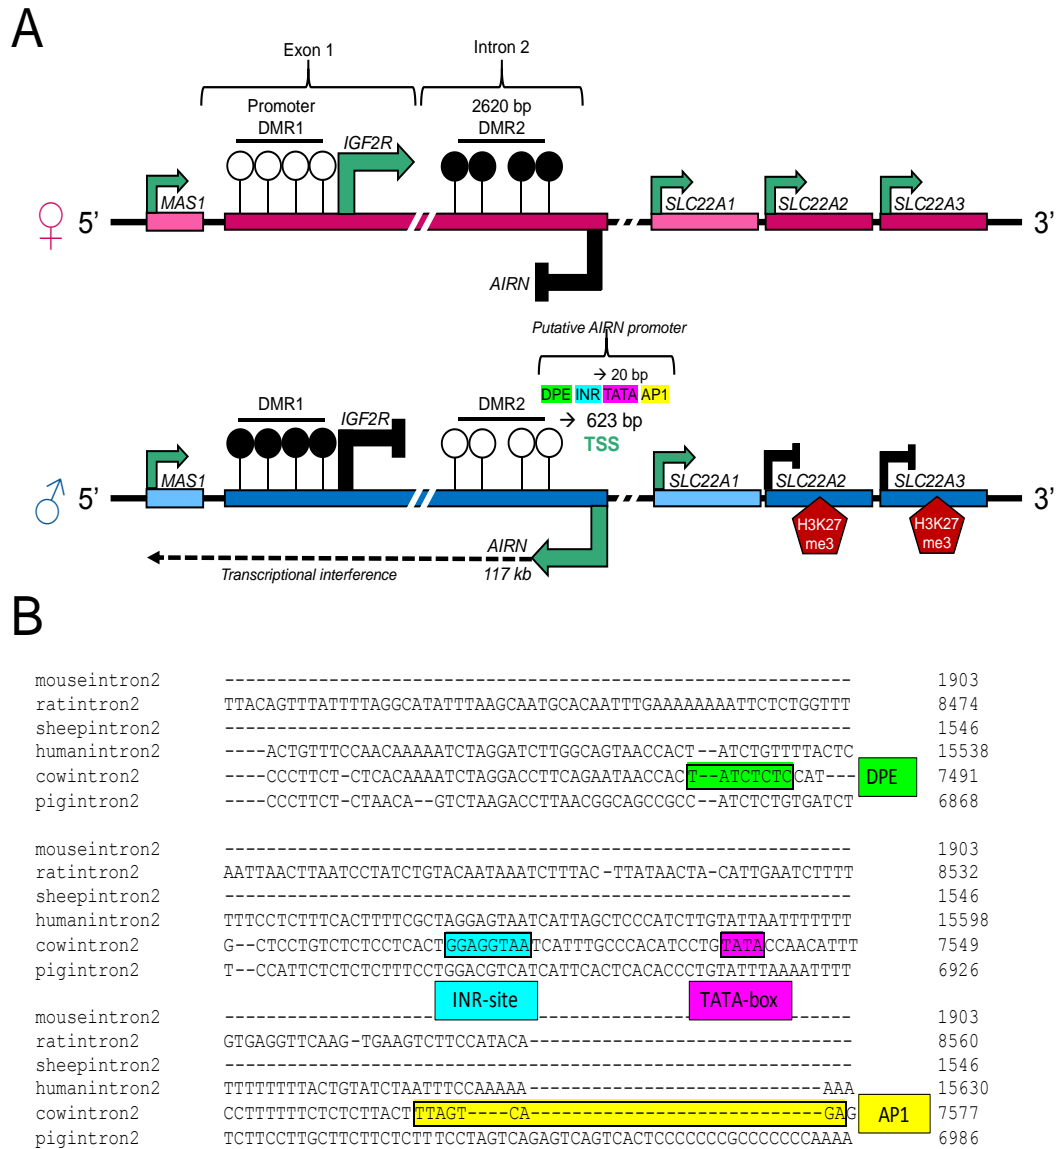 A
Exon 1
Intron 2
Promoter
DMR1
IGF2R
2620 bp
DMR2
♀ 5’
MAS1
SLC22A1
SLC22A2
SLC22A3
3’
AIRN
Putative AIRN promoter
→ 20 bp
DPE INR TATA AP1
→ 623 bp
TSS
DMR1
IGF2R
DMR2
♂ 5’
MAS1
SLC22A1
SLC22A2
SLC22A3
3’
H3K27
me3
H3K27
me3
AIRN
117 kb
Transcriptional interference
B
mouseintron2 ------------------------------------------------------------ 1903
ratintron2 TTACAGTTTATTTTAGGCATATTTAAGCAATGCACAATTTGAAAAAAAATTCTCTGGTTT 8474
sheepintron2 ------------------------------------------------------------ 1546
humanintron2 ----ACTGTTTCCAACAAAAATCTAGGATCTTGGCAGTAACCACT--ATCTGTTTTACTC 15538
cowintron2 ----CCCTTCT-CTCACAAAATCTAGGACCTTCAGAATAACCAC­T--ATCTCTCCAT--- 7491
DPE
pigintron2 ----CCCTTCT-CTAACA--GTCTAAGACCTTAACGGCAGCCGCC--ATCTCTGTGATCT 6868
mouseintron2 ------------------------------------------------------------ 1903
ratintron2 AATTAACTTAATCCTATCTGTACAATAAATCTTTAC-TTATAACTA-CATTGAATCTTTT 8532
sheepintron2 ------------------------------------------------------------ 1546
humanintron2 TTTCCTCTTTCACTTTTCGCTAGGAGTAATCATTAGCTCCCATCTTGTATTAATTTTTTT 15598
cowintron2 G--CTCCTGTCTCTCCTCACTGGAGGTAATCATTTGCCCACATCCTGTATACCAACATTT 7549
pigintron2 T--CCATTCTCTCTCTTTCCTGGACGTCATCATTCACTCACACCCTGTATTTAAAATTTT 6926
INR-site
TATA-box
mouseintron2 ------------------------------------------------------------ 1903
ratintron2 GTGAGGTTCAAG-TGAAGTCTTCCATACA------------------------------- 8560
sheepintron2 ------------------------------------------------------------ 1546
humanintron2 TTTTTTTTACTGTATCTAATTTCCAAAAA----------------------------AAA 15630
cowintron2 CCTTTTTTCTCTCTTACTTTAGT----CA----------------------------GAG 7577
AP1
pigintron2 TCTTCCTTGCTTCTTCTCTTTCCTAGTCAGAGTCAGTCACTCCCCCCCGCCCCCCCAAAA 6986